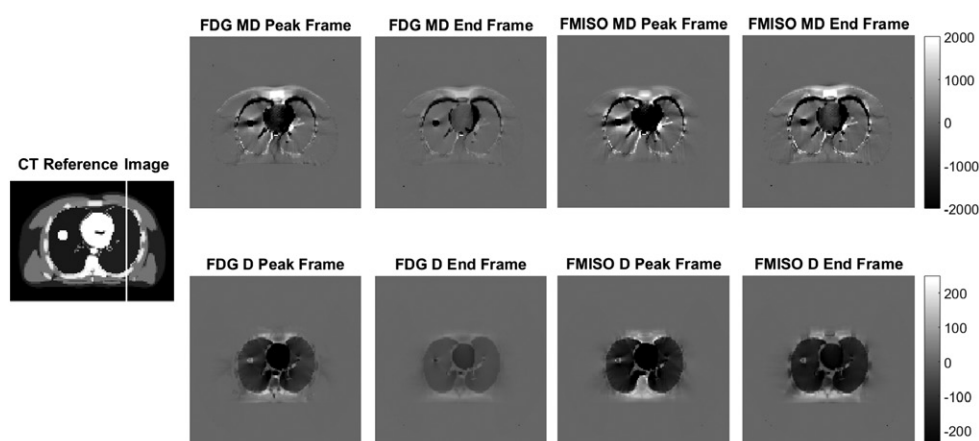 FDG MD Peak Frame
FDG MD End Frame
FMISO MD Peak Frame
FMISO MD End Frame
2000
1000
0
-1000
-2000
CT Reference Image
FDG D Peak Frame
FDG D End Frame
FMISO D Peak Frame
FMISO D End Frame
200
100
0
-100
-200